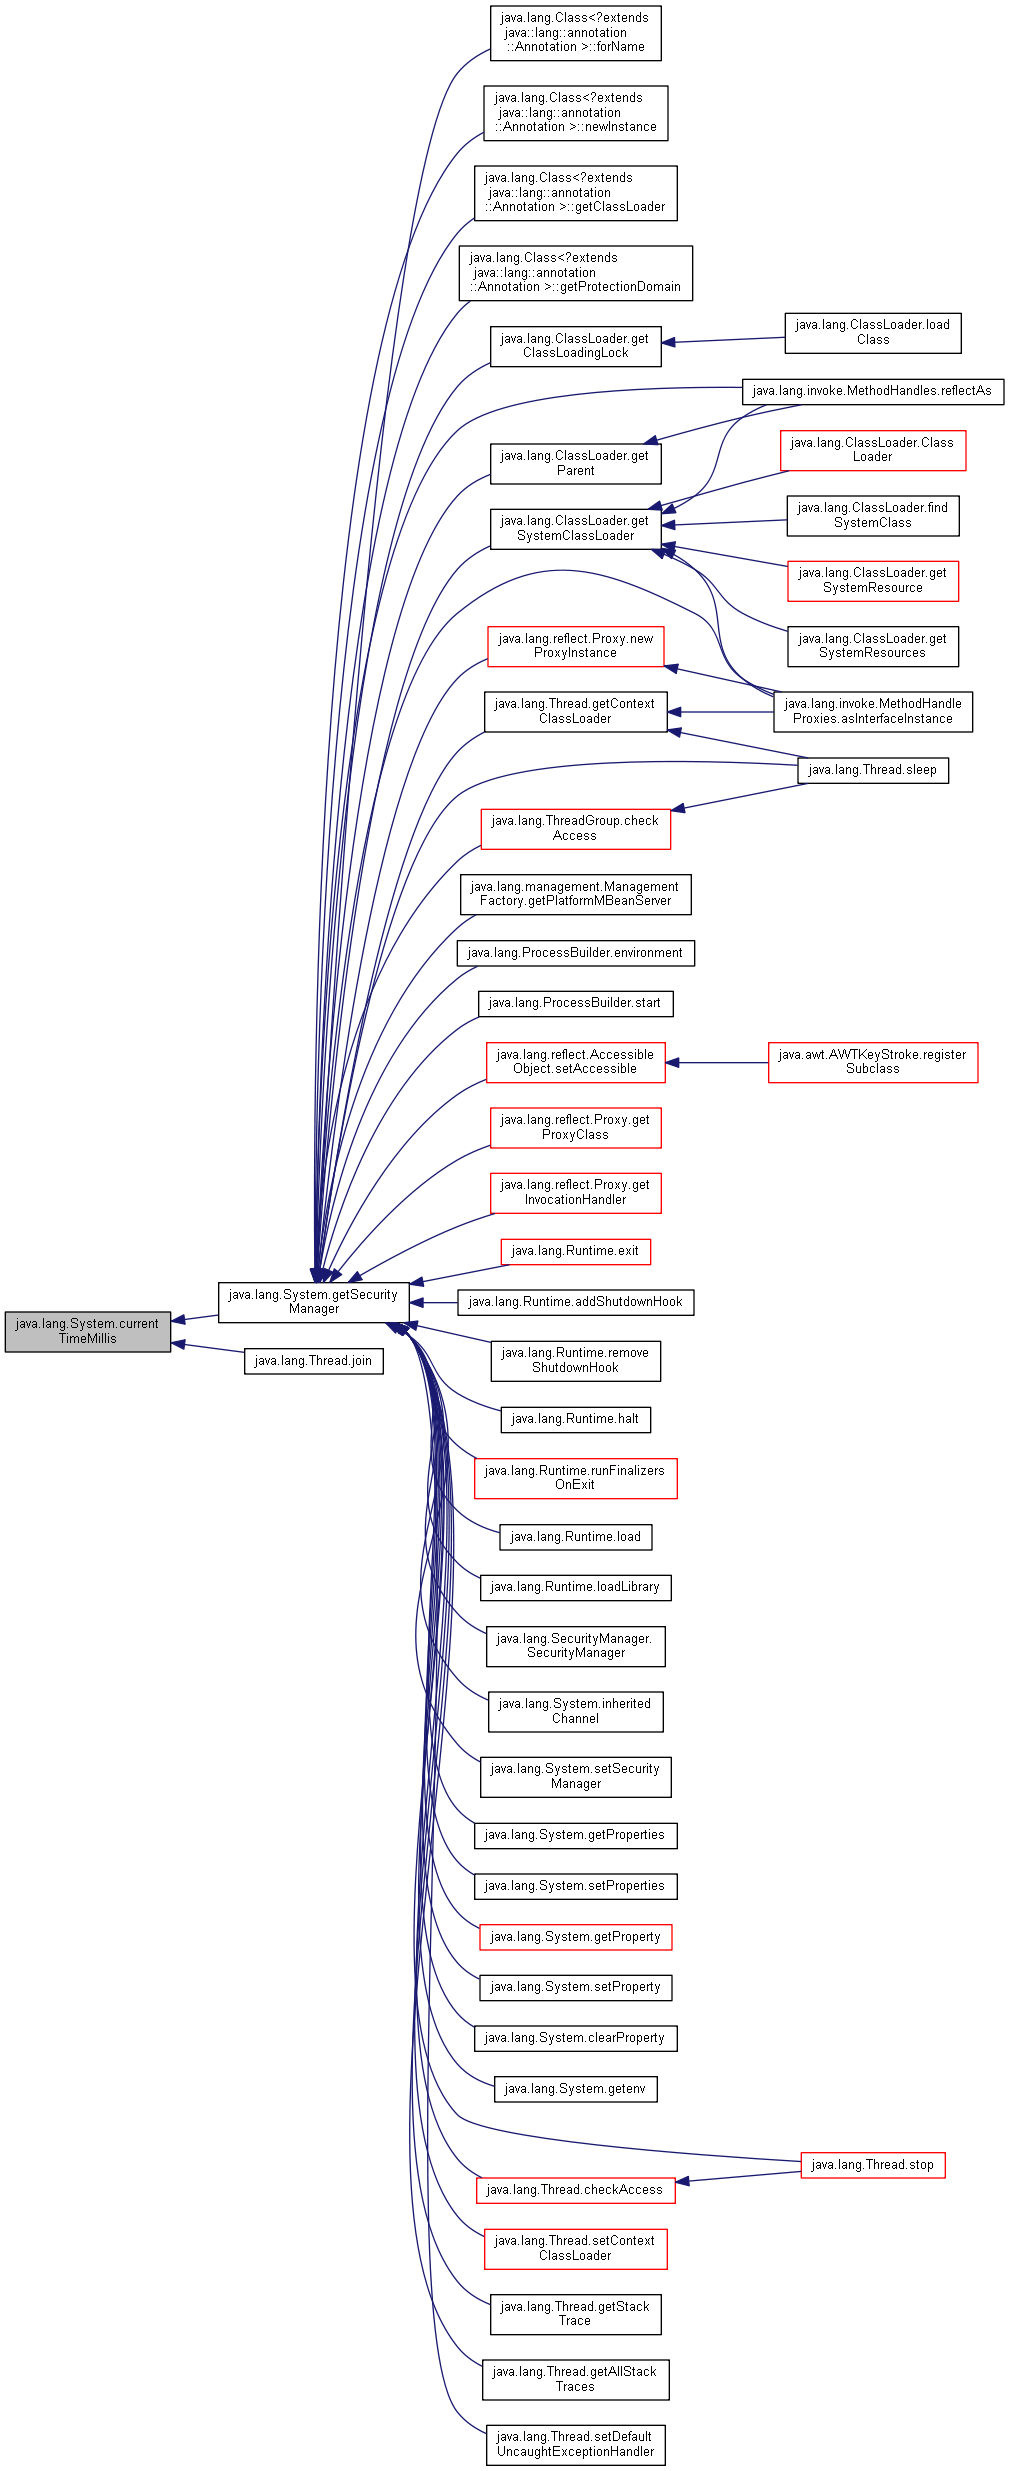 java.lang.Class<?extends
java::lang::annotation
::Annotation >::forName
java.lang.Class<?extends
java::lang::annotation
::Annotation >::newInstance
java.lang.Class<?extends
java::lang::annotation
::Annotation >::getClassLoader
java.lang.Class<?extends
java::lang::annotation
::Annotation >::getProtectionDomain
java.lang.ClassLoader.get
ClassLoadingLock
java.lang.ClassLoader.load
Class
java.lang.invoke.MethodHandles.reflectAs
java.lang.ClassLoader.get
Parent
java.lang.ClassLoader.Class
Loader
java.lang.ClassLoader.get
SystemClassLoader
java.lang.ClassLoader.find
SystemClass
java.lang.ClassLoader.get
SystemResource
java.lang.ClassLoader.get
SystemResources
java.lang.reflect.Proxy.new
ProxyInstance
java.lang.Thread.getContext
ClassLoader
java.lang.invoke.MethodHandle
Proxies.asInterfaceInstance
java.lang.Thread.sleep
java.lang.ThreadGroup.check
Access
java.lang.management.Management
Factory.getPlatformMBeanServer
java.lang.ProcessBuilder.environment
java.lang.ProcessBuilder.start
java.lang.reflect.Accessible
Object.setAccessible
java.awt.AWTKeyStroke.register
Subclass
java.lang.reflect.Proxy.get
ProxyClass
java.lang.reflect.Proxy.get
InvocationHandler
java.lang.Runtime.exit
java.lang.System.getSecurity
Manager
java.lang.Runtime.addShutdownHook
java.lang.System.current
TimeMillis
java.lang.Thread.join
java.lang.Runtime.remove
ShutdownHook
java.lang.Runtime.halt
java.lang.Runtime.runFinalizers
OnExit
java.lang.Runtime.load
java.lang.Runtime.loadLibrary
java.lang.SecurityManager.
SecurityManager
java.lang.System.inherited
Channel
java.lang.System.setSecurity
Manager
java.lang.System.getProperties
java.lang.System.setProperties
java.lang.System.getProperty
java.lang.System.setProperty
java.lang.System.clearProperty
java.lang.System.getenv
java.lang.Thread.stop
java.lang.Thread.checkAccess
java.lang.Thread.setContext
ClassLoader
java.lang.Thread.getStack
Trace
java.lang.Thread.getAllStack
Traces
java.lang.Thread.setDefault
UncaughtExceptionHandler